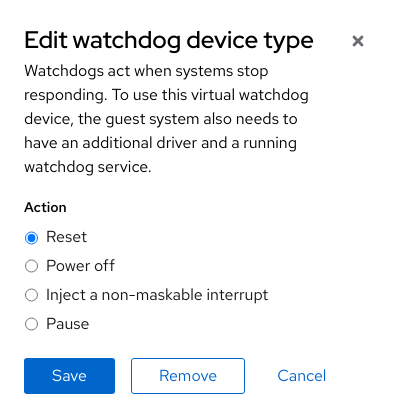 Edit watchdog device type
Watchdogs act when systems stop
responding. To use this virtual watchdog
device, the guest system also needs to
have an additional driver and a running
watchdog service.
Action
Reset
Power off
Inject a non-maskable interrupt
Pause
Save Remove Cancel